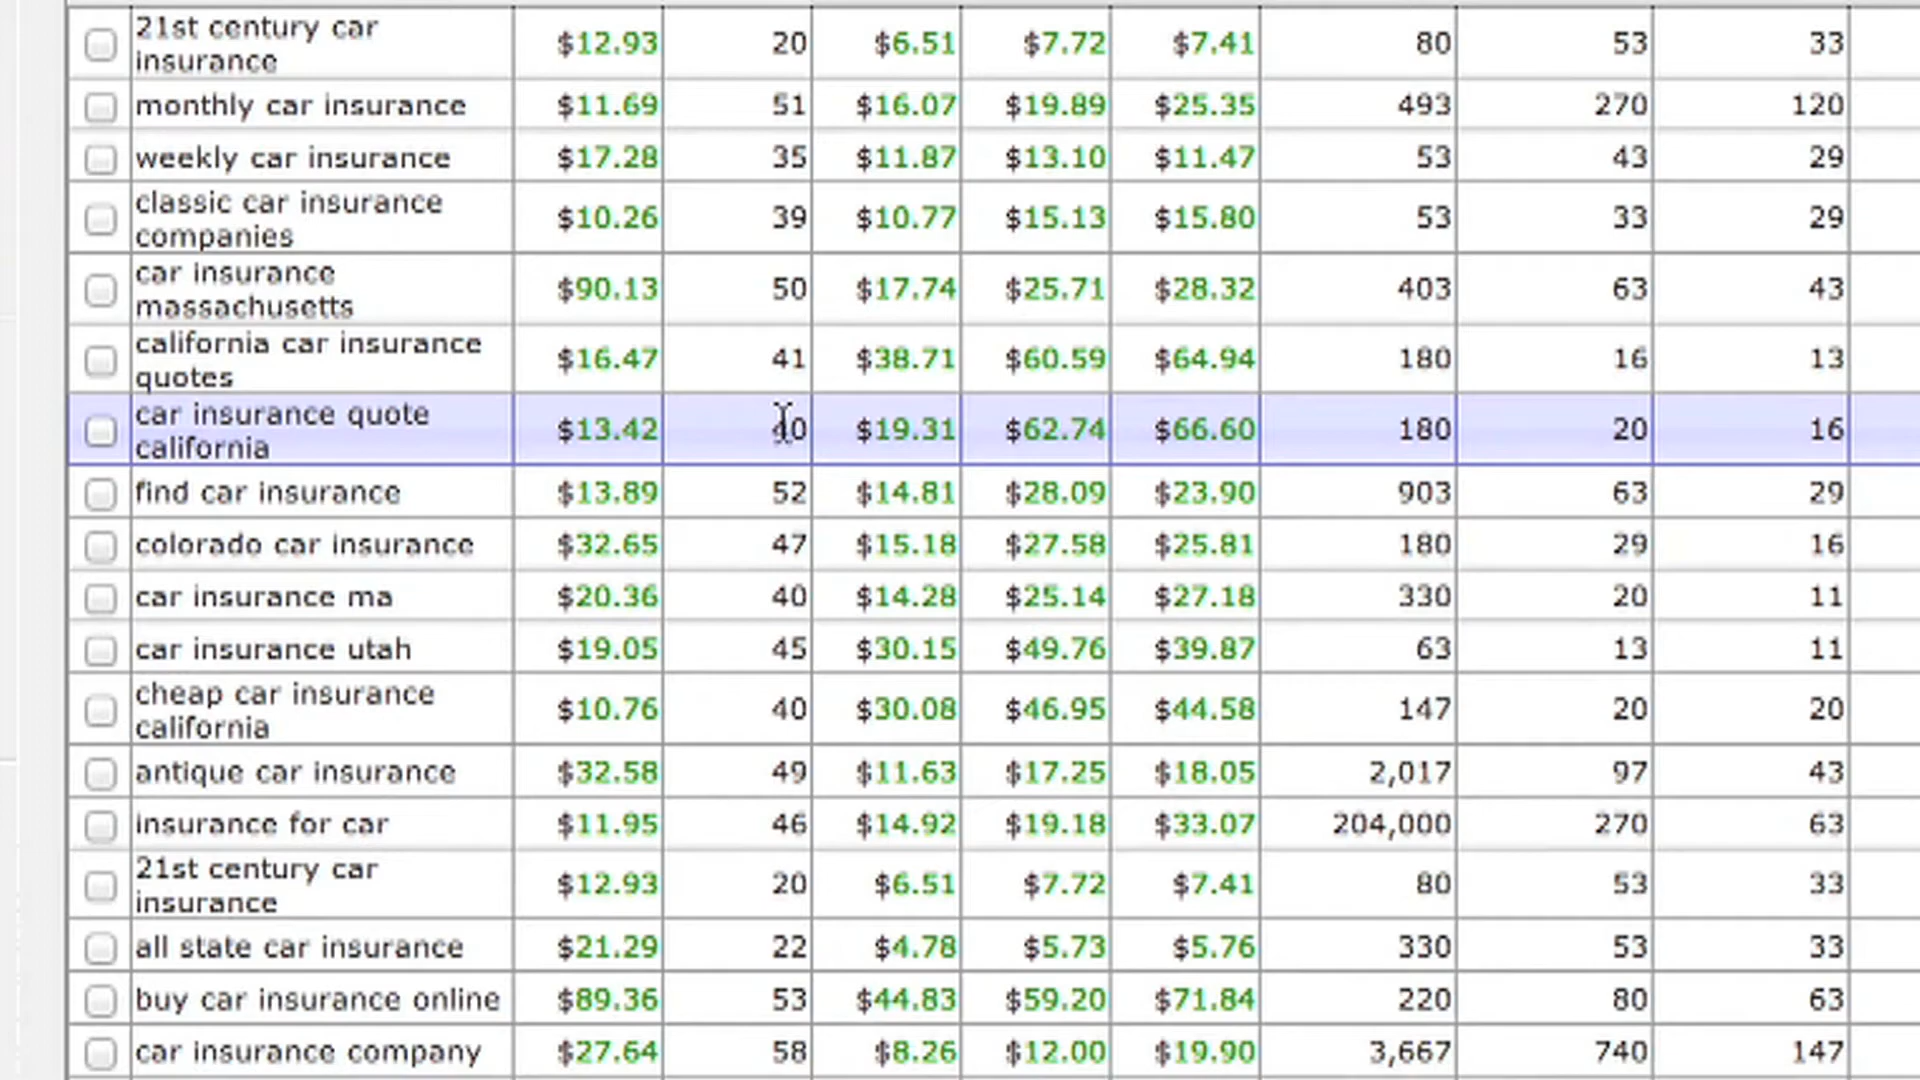 21st century car insurance $12.93 20 $6.51 $7.72 $7.41 80 53 33
monthly car insurance $11.69 51 $16.07 $19.89 $25.35 493 270 120
weekly car insurance $17.28 35 $11.87 $13.10 $11.47 53 43 29
classic car insurance companies $10.26 39 $10.77 $15.13 $15.80 53 33 29
car insurance massachusetts $90.13 50 $17.74 $25.71 $28.32 403 63 43
california car insurance quotes $16.47 41 $38.71 $60.59 $64.94 180 16 13
car insurance quote california $13.42 40 $19.31 $62.74 $66.60 180 20 16
find car insurance $13.89 52 $14.81 $28.09 $23.90 903 63 29
colorado car insurance $32.65 47 $15.18 $27.58 $25.81 180 29 16
car insurance ma $20.36 40 $14.28 $25.14 $27.18 330 20 11
car insurance utah $19.05 45 $30.15 $49.76 $39.87 63 13 11
cheap car insurance california $10.76 40 $30.08 $46.95 $44.58 147 20 20
antique car insurance $32.58 49 $11.63 $17.25 $18.05 2,017 97 43
insurance for car $11.95 46 $14.92 $19.18 $33.07 204,000 270 63
21st century car insurance $12.93 20 $6.51 $7.72 $7.41 80 53 33
all state car insurance $21.29 22 $4.78 $5.73 $5.76 330 53 33
buy car insurance online $89.36 53 $44.83 $59.20 $71.84 220 80 63
car insurance company $27.64 58 $8.26 $12.00 $19.90 3,667 740 147